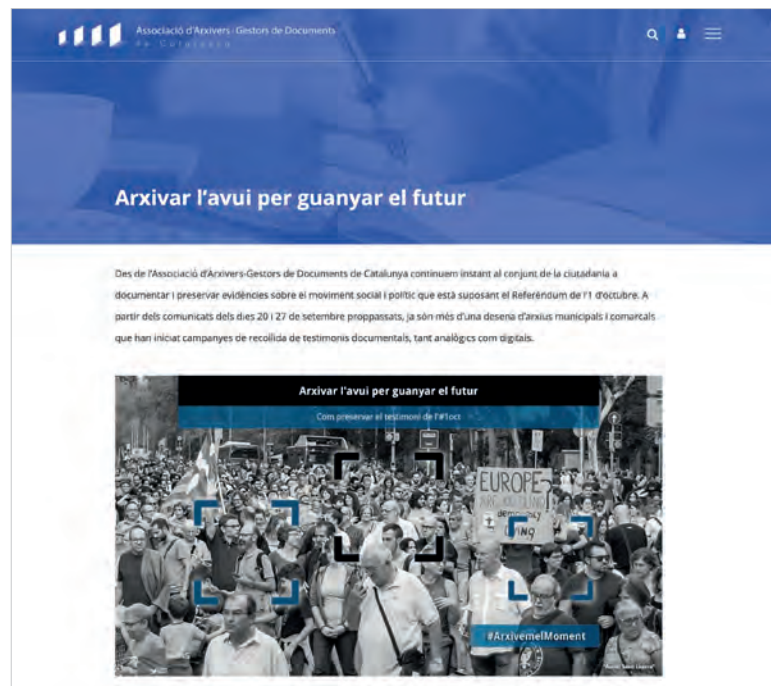 Associació d'Arxivers · Gestors de Documents
de Catalunya
Arxivar l'avui per guanyar el futur
Des de l'Associació d'Arxivers-Gestors de Documents de Catalunya continuem instant al conjunt de la ciutadania a
documentar i preservar evidències sobre el moviment social i polític que està suposant el Referèndum de l'1 d'octubre. A
partir dels comunicats dels dies 20 i 27 de setembre proppassats, ja són més d'una desena d'arxius municipals i comarcals
que han iniciat campanyes de recollida de testimonis documentals, tant analògics com digitals.
Arxivar l'avui per guanyar el futur
Com preservar el testimoni de l'#1oct
EUROPE
democracy
#ArxivemelMoment